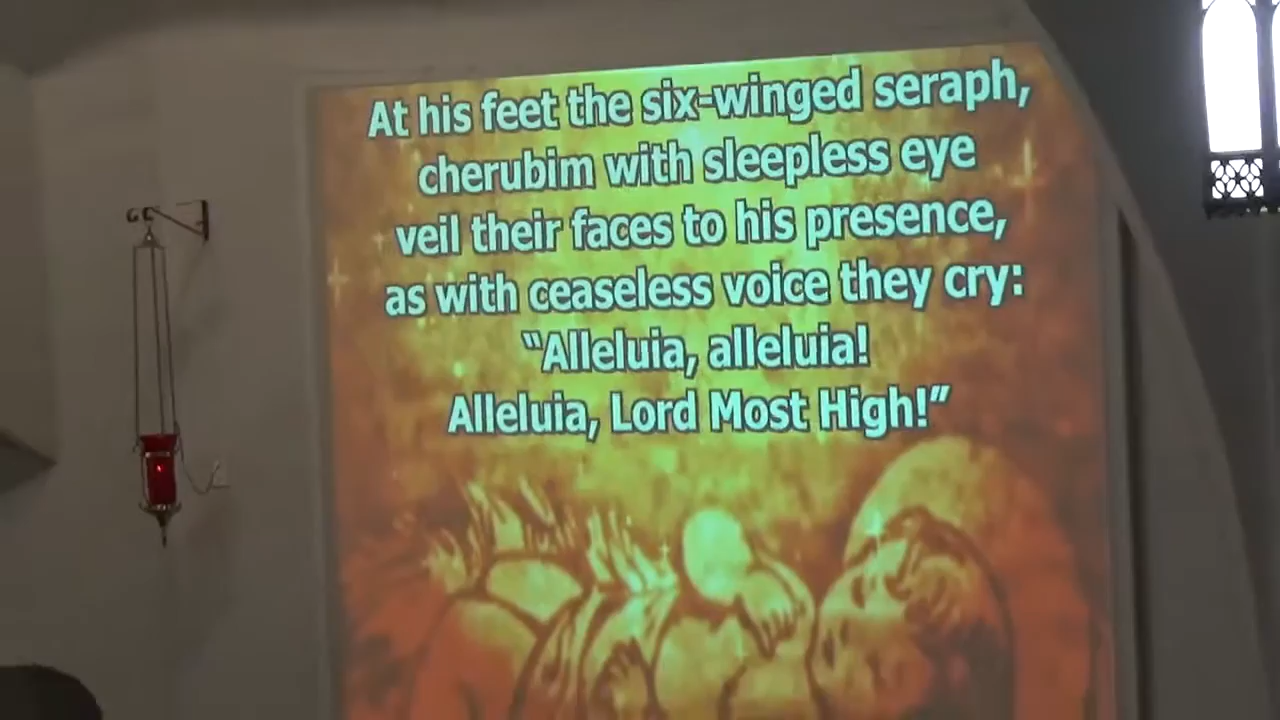 At his feet the six-winged seraph,
cherubim with sleepless eye
veil their faces to his presence,
as with ceaseless voice they cry:
“Alleluia, alleluia!
Alleluia, Lord Most High!”